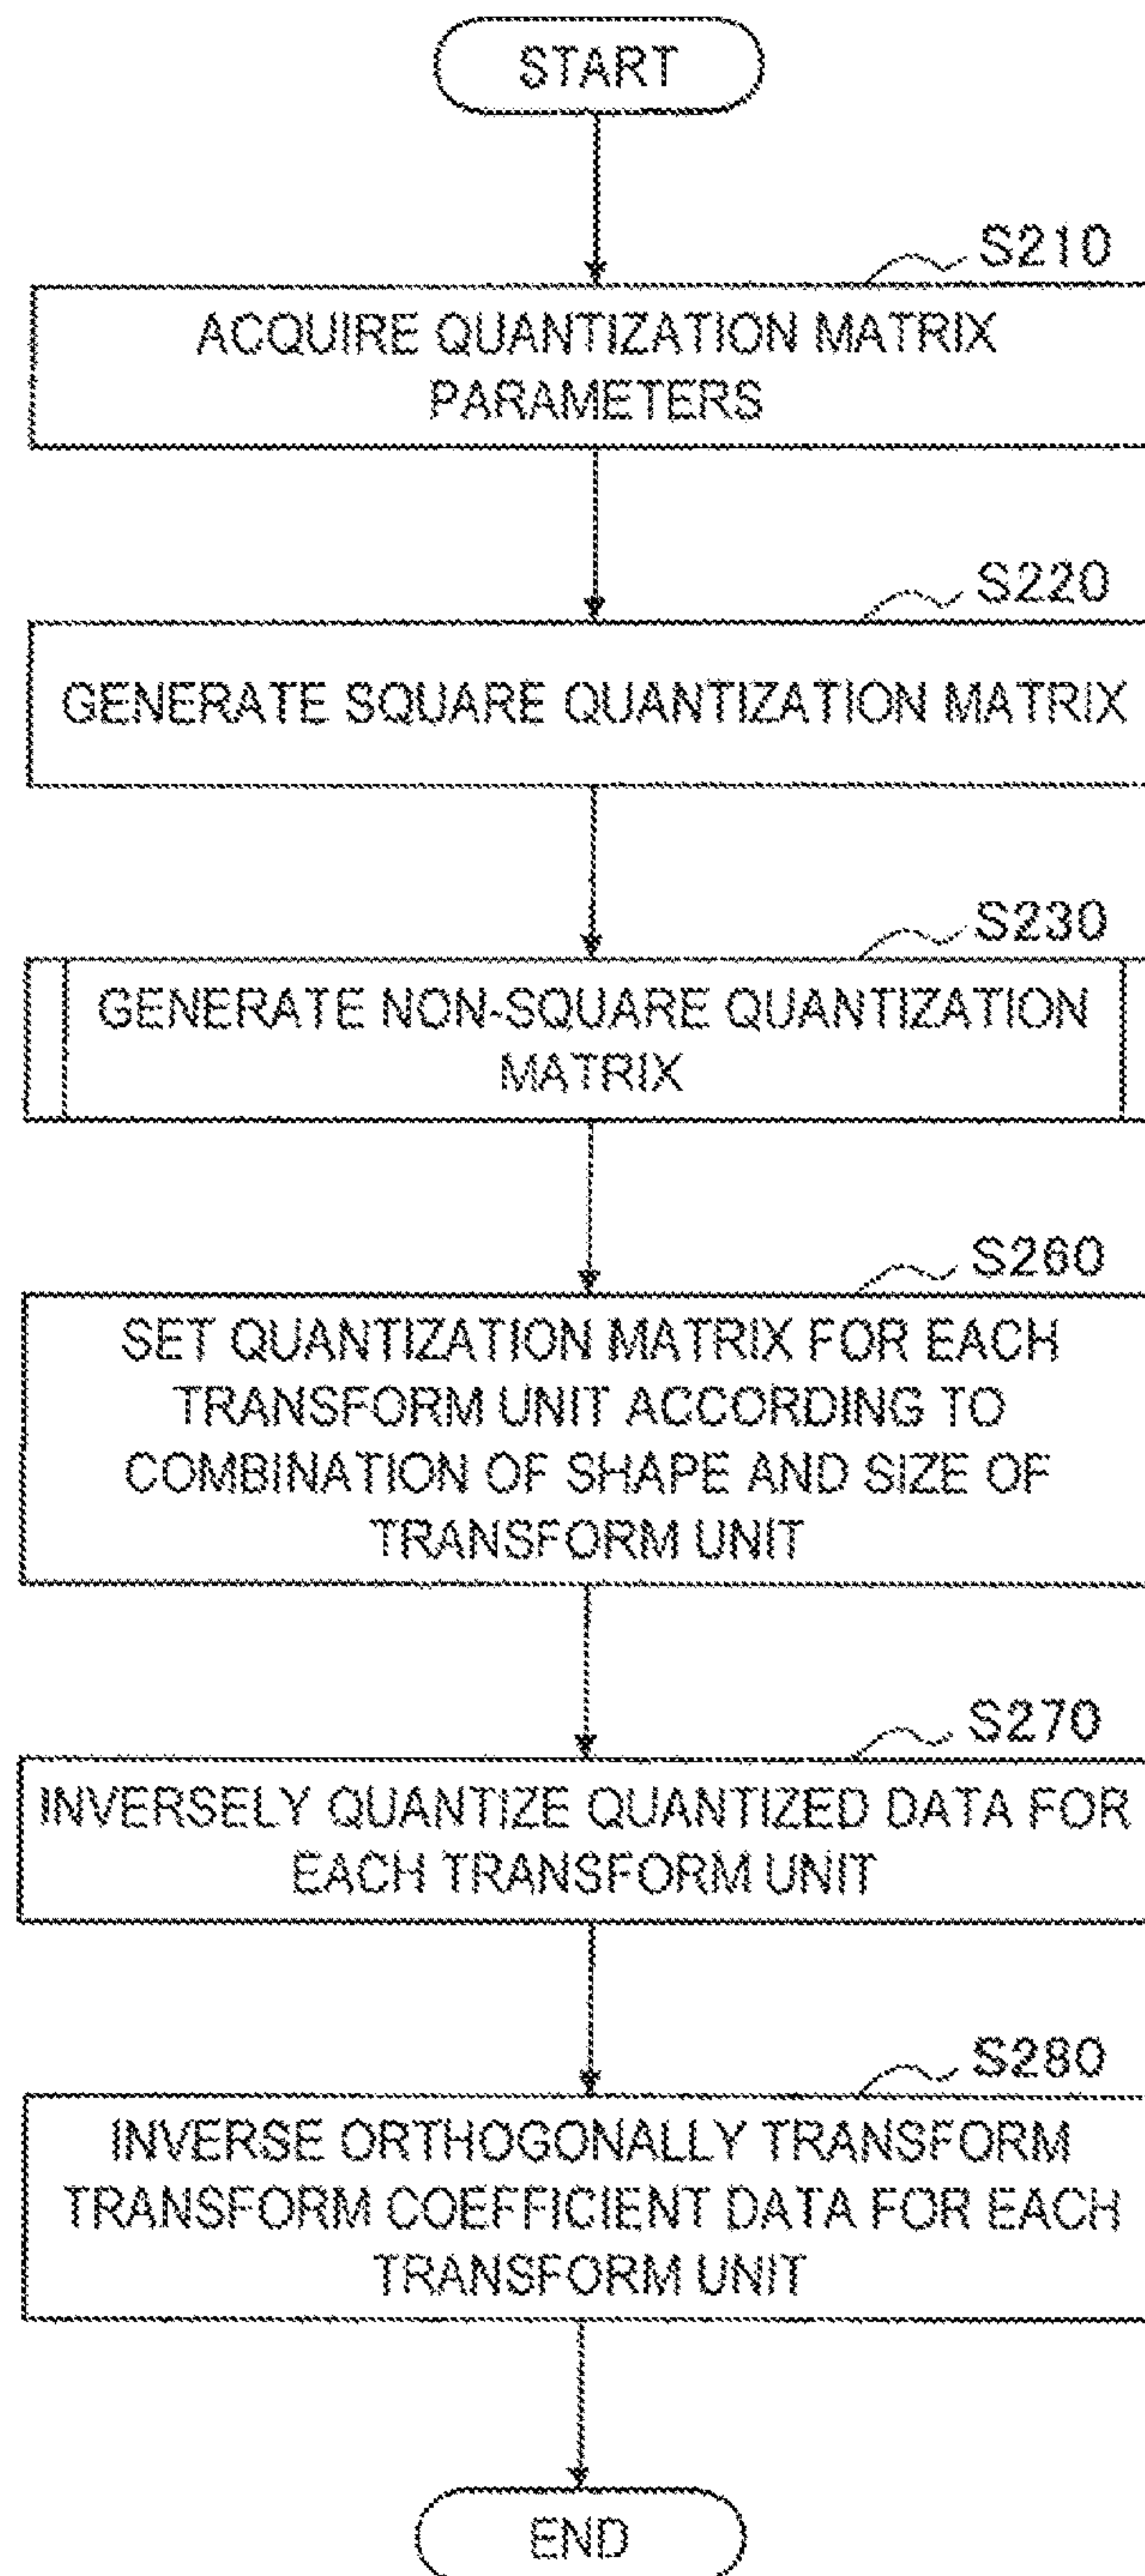 START
S210
ACQUIRE QUANTIZATION MATRIX
PARAMETERS
S220
GENERATE SQUARE QUANTIZATION MATRIX
S230
GENERATE NON-SQUARE QUANTIZATION
MATRIX
S260
SET QUANTIZATION MATRIX FOR EACH
TRANSFORM UNIT ACCORDING TO
COMBINATION OF SHAPE AND SIZE OF
TRANSFORM UNIT
S270
INVERSELY QUANTIZE QUANTIZED DATA FOR
EACH TRANSFORM UNIT
S280
INVERSE ORTHOGONALLY TRANSFORM
TRANSFORM COEFFICIENT DATA FOR EACH
TRANSFORM UNIT
END